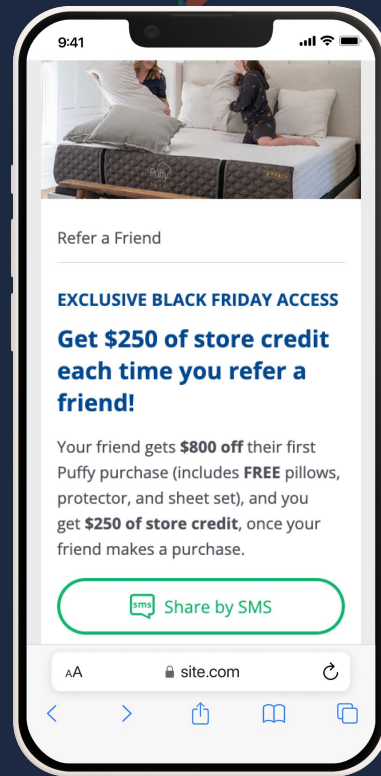 9:41
Puffy
Refer a Friend
EXCLUSIVE BLACK FRIDAY ACCESS
Get $250 of store credit
each time you refer a
friend!
Your friend gets $800 off their first
Puffy purchase (includes FREE pillows,
protector, and sheet set), and you
get $250 of store credit, once your
friend makes a purchase.
sms Share by SMS
AA site.com